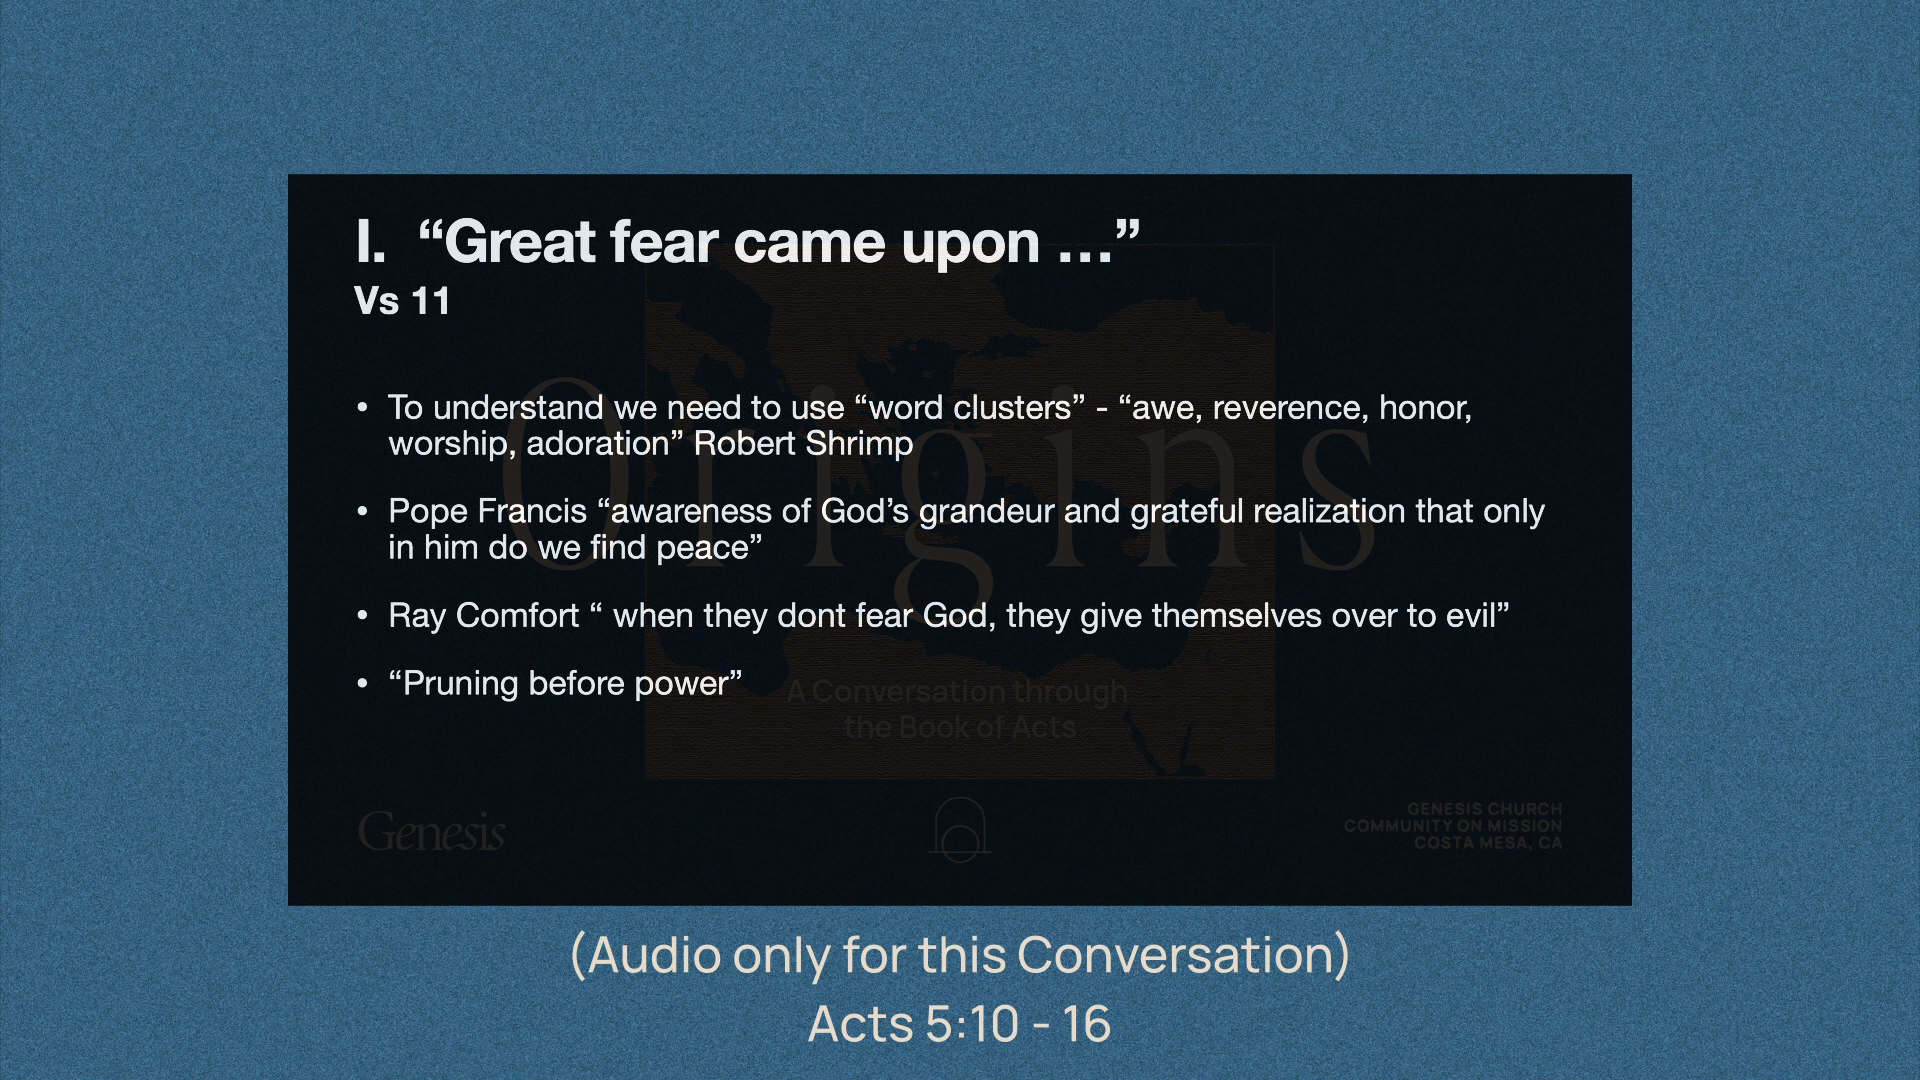 I.  “Great fear came upon …”
Vs 11
• To understand we need to use “word clusters” - “awe, reverence, honor,
worship, adoration” Robert Shrimp
• Pope Francis “awareness of God’s grandeur and grateful realization that only
in him do we find peace”
• Ray Comfort “ when they dont fear God, they give themselves over to evil”
• “Pruning before power”
Origins
A Conversation through
the Book of Acts
Genesis
GENESIS CHURCH
COMMUNITY ON MISSION
COSTA MESA, CA
(Audio only for this Conversation)
Acts 5:10 - 16